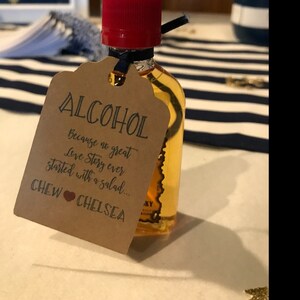 ALCOHOL
Because no great
Love Story ever
started with a salad...
CHEW ♥ CHELSEA